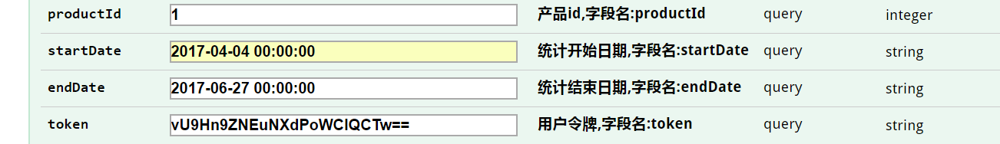 productId 1 产品id,字段名:productId query integer
startDate 2017-04-04 00:00:00 统计开始日期,字段名:startDate query string
endDate 2017-06-27 00:00:00 统计结束日期,字段名:endDate query string
token vU9Hn9ZNEuNXdPoWCIQCTw== 用户令牌,字段名:token query string